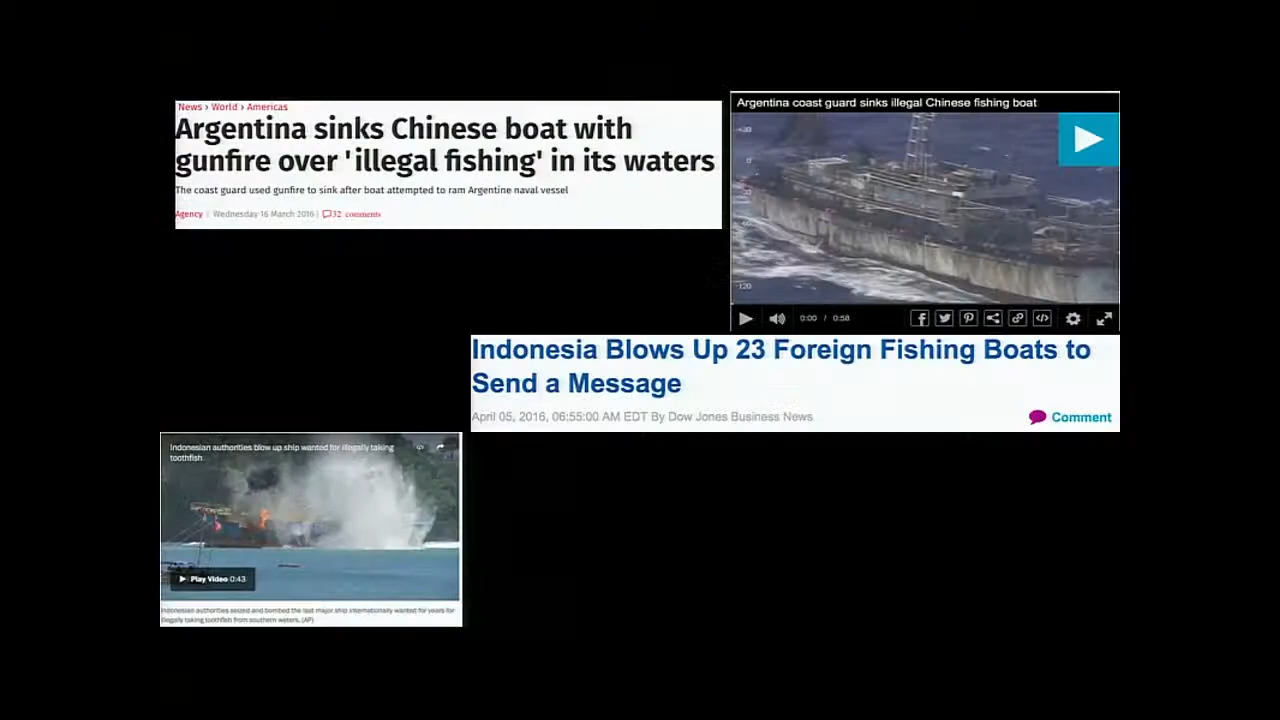 News › World › Americas
Argentina sinks Chinese boat with
gunfire over 'illegal fishing' in its waters
The coast guard used gunfire to sink after boat attempted to ram Argentine naval vessel
Agency | Wednesday 16 March 2016 | 32 comments
Argentina coast guard sinks illegal Chinese fishing boat
0:00 / 0:58
Indonesia Blows Up 23 Foreign Fishing Boats to
Send a Message
April 05, 2016, 06:55:00 AM EDT By Dow Jones Business News
Comment
Indonesian authorities blow up ship wanted for illegally taking
toothfish.
Play Video 0:43
Indonesian authorities seized and bombed the last major ship internationally wanted for years for
illegally taking toothfish from southern waters. (AP)